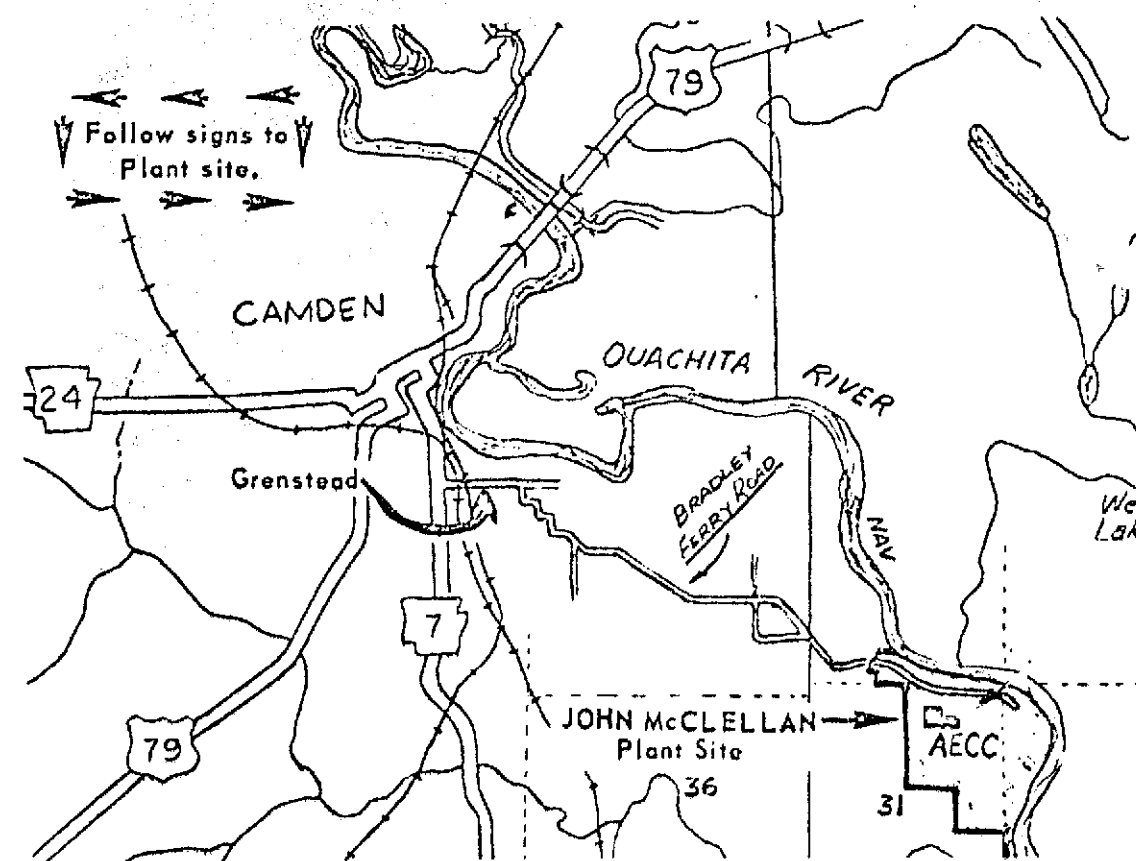 79
Follow signs to
Plant site.
CAMDEN
OUACHITA
RIVER
24
Grenstead
BRADLEY
FERRY ROAD
NAV
7
JOHN McCLELLAN
Plant Site
AECC
79
36
31